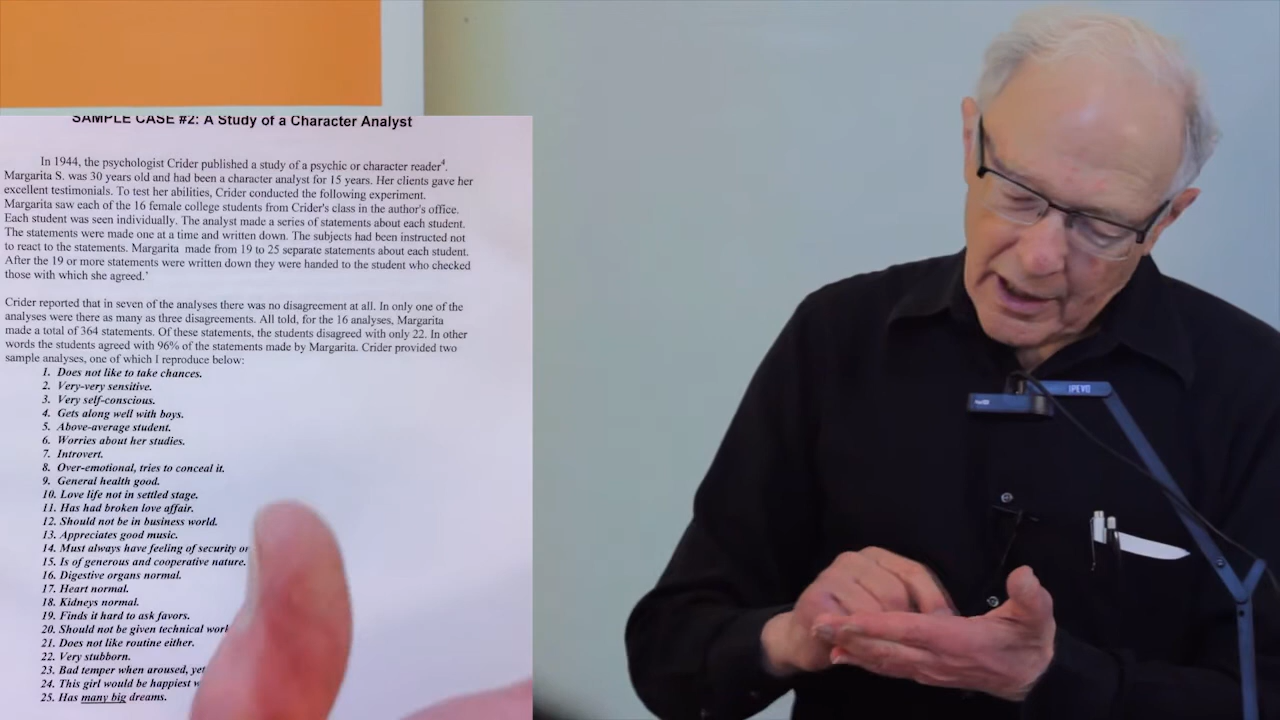 SAMPLE CASE #2: A Study of a Character Analyst
In 1944, the psychologist Crider published a study of a psychic or character reader4.
Margarita S. was 30 years old and had been a character analyst for 15 years. Her clients gave her
excellent testimonials. To test her abilities, Crider conducted the following experiment.
Margarita saw each of the 16 female college students from Crider's class in the author's office.
Each student was seen individually. The analyst made a series of statements about each student.
The statements were made one at a time and written down. The subjects had been instructed not
to react to the statements. Margarita made from 19 to 25 separate statements about each student.
After the 19 or more statements were written down they were handed to the student who checked
those with which she agreed.'
Crider reported that in seven of the analyses there was no disagreement at all. In only one of the
analyses were there as many as three disagreements. All told, for the 16 analyses, Margarita
made a total of 364 statements. Of these statements, the students disagreed with only 22. In other
words the students agreed with 96% of the statements made by Margarita. Crider provided two
sample analyses, one of which I reproduce below:
1. Does not like to take chances.
2. Very-very sensitive.
3. Very self-conscious.
4. Gets along well with boys.
5. Above-average student.
6. Worries about her studies.
7. Introvert.
8. Over-emotional, tries to conceal it.
9. General health good.
10. Love life not in settled stage.
11. Has had broken love affair.
12. Should not be in business world.
13. Appreciates good music.
14. Must always have feeling of security or
15. Is of generous and cooperative nature.
16. Digestive organs normal.
17. Heart normal.
18. Kidneys normal.
19. Finds it hard to ask favors.
20. Should not be given technical work
21. Does not like routine either.
22. Very stubborn.
23. Bad temper when aroused, yet
24. This girl would be happiest
25. Has many big dreams.
IPEVO